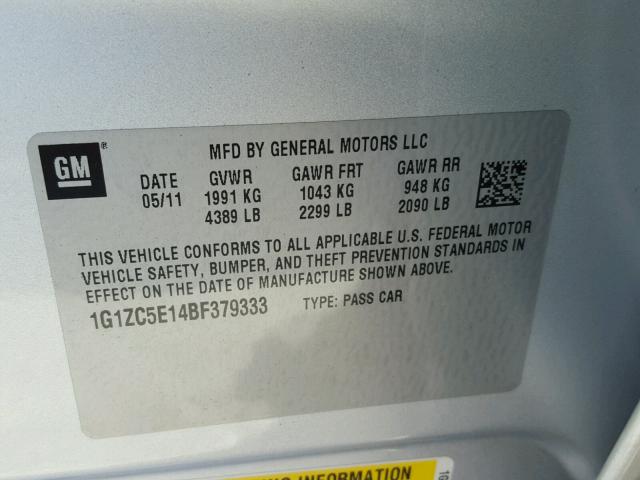 GM ®
MFD BY GENERAL MOTORS LLC
DATE GVWR GAWR FRT GAWR RR
05/11 1991 KG 1043 KG 948 KG
4389 LB 2299 LB 2090 LB
THIS VEHICLE CONFORMS TO ALL APPLICABLE U.S. FEDERAL MOTOR
VEHICLE SAFETY, BUMPER, AND THEFT PREVENTION STANDARDS IN
EFFECT ON THE DATE OF MANUFACTURE SHOWN ABOVE.
1G1ZC5E14BF379333 TYPE: PASS CAR
INFORMATION